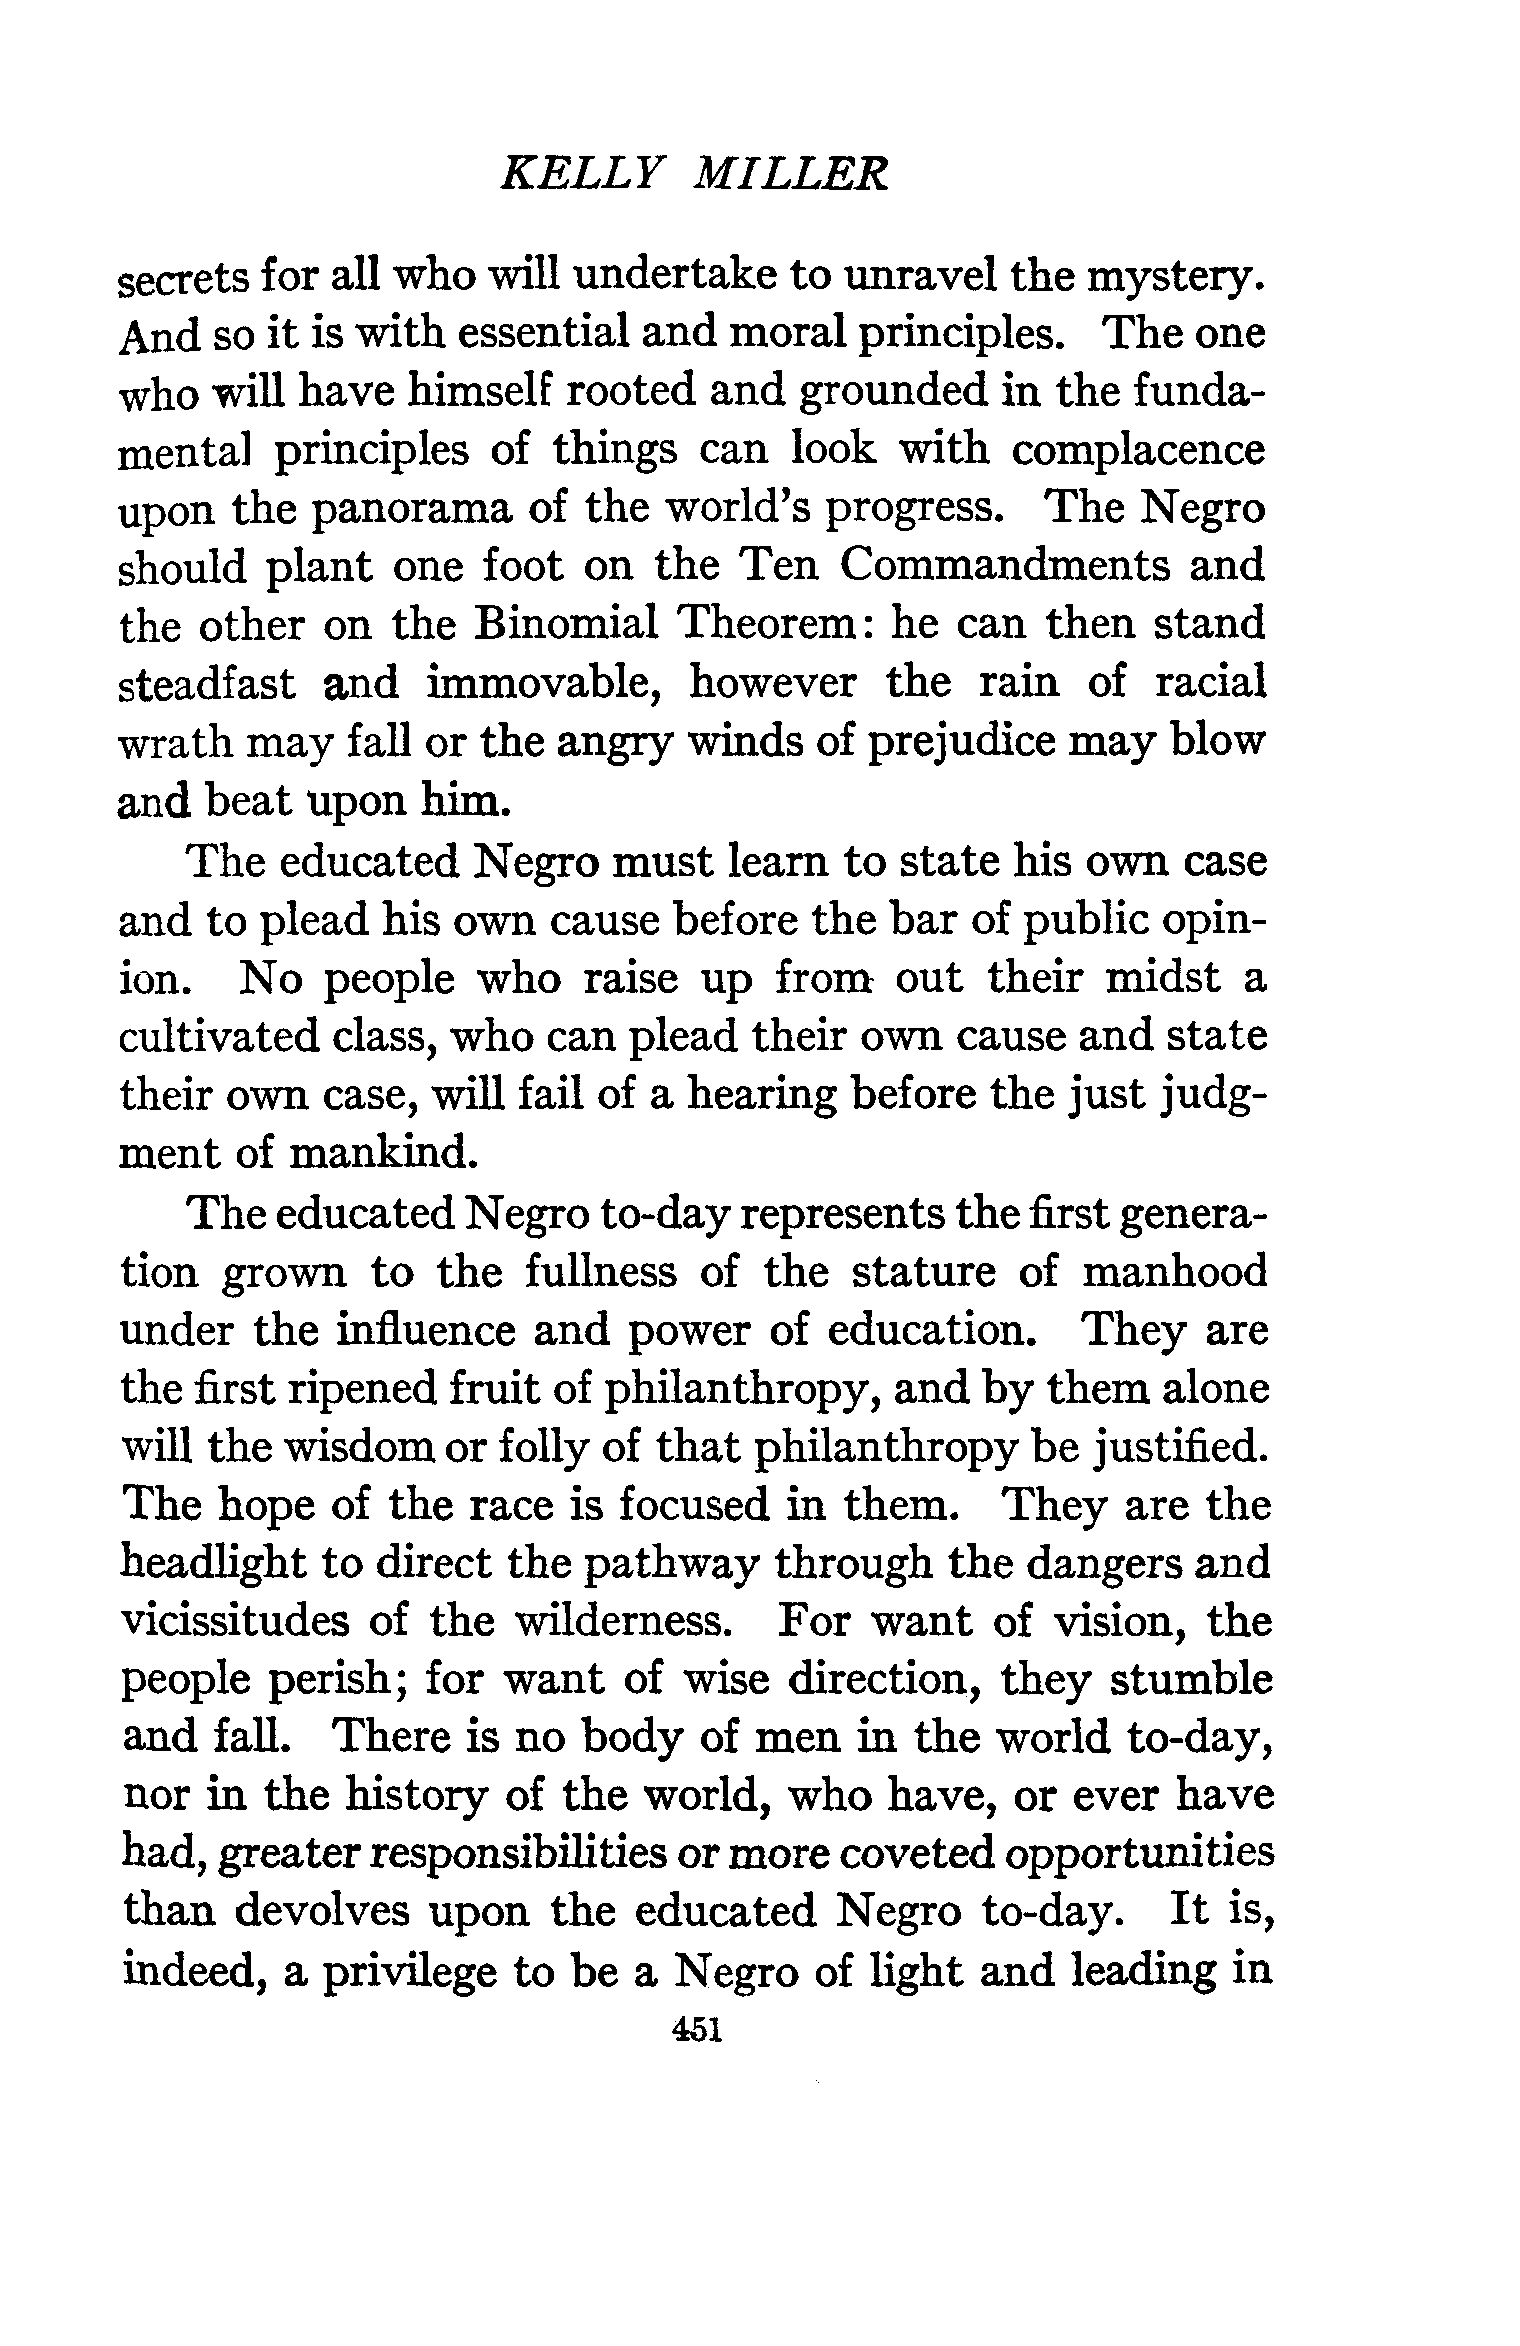 KELLY MILLER
secrets for all who will undertake to unravel the mystery.
And so it is with essential and moral principles. The one
who will have himself rooted and grounded in the funda-
mental principles of things can look with complacence
upon the panorama of the world's progress. The Negro
should plant one foot on the Ten Commandments and
the other on the Binomial Theorem: he can then stand
steadfast and immovable, however the rain of racial
wrath may fall or the angry winds of prejudice may blow
and beat upon him.
The educated Negro must learn to state his own case
and to plead his own cause before the bar of public opin-
ion. No people who raise up from out their midst a
cultivated class, who can plead their own cause and state
their own case, will fail of a hearing before the just judg-
ment of mankind.
The educated Negro to-day represents the first genera-
tion grown to the fullness of the stature of manhood
under the influence and power of education. They are
the first ripened fruit of philanthropy, and by them alone
will the wisdom or folly of that philanthropy be justified.
The hope of the race is focused in them. They are the
headlight to direct the pathway through the dangers and
vicissitudes of the wilderness. For want of vision, the
people perish; for want of wise direction, they stumble
and fall. There is no body of men in the world to-day,
nor in the history of the world, who have, or ever have
had, greater responsibilities or more coveted opportunities
than devolves upon the educated Negro to-day. It is,
indeed, a privilege to be a Negro of light and leading in
451